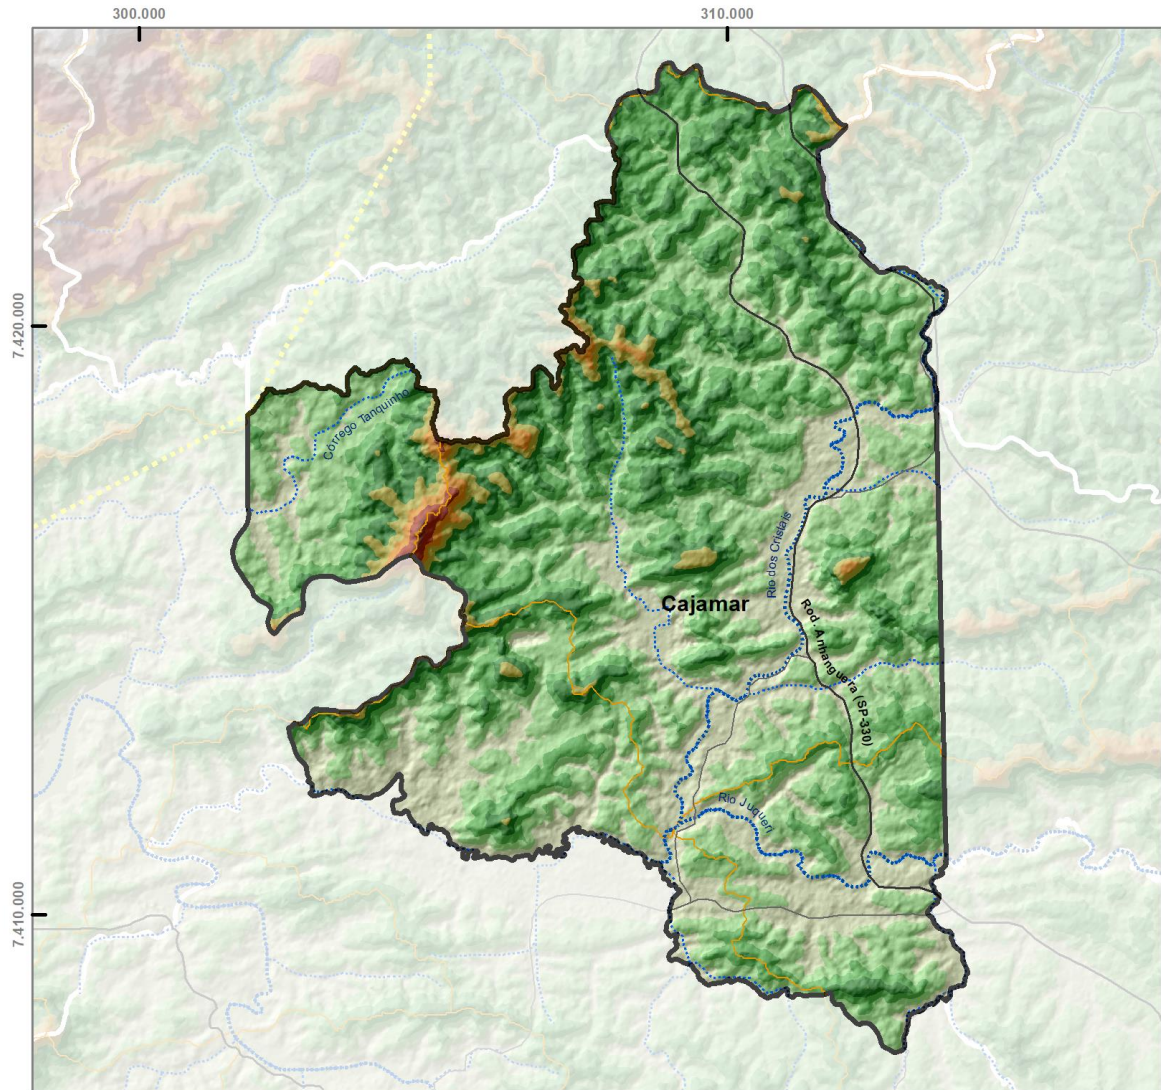 300.000
310.000
7.420.000
Córrego Tanquinho
Rio dos Cristais
Cajamar
Rod. Anhanguera (SP-330)
Rio Juqueri
7.410.000